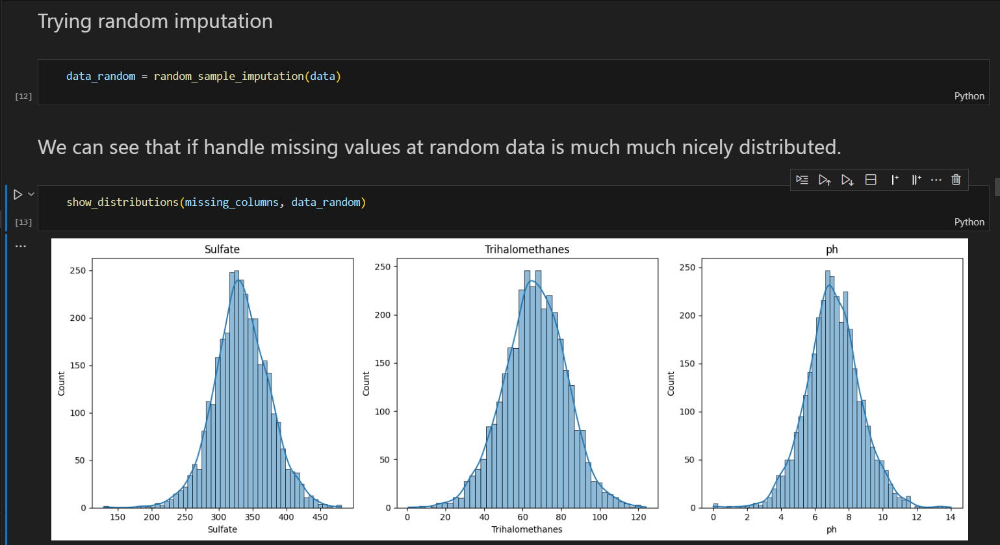 Trying random imputation
data_random = random_sample_imputation(data)
[12]
Python
We can see that if handle missing values at random data is much much nicely distributed.
show_distributions(missing_columns, data_random)
[13]
Python
Sulfate
250
200
150
100
50
0
Count
150 200 250 300 350 400 450
Sulfate
Trihalomethanes
250
200
150
100
50
0
Count
0 20 40 60 80 100 120
Trihalomethanes
ph
250
200
150
100
50
0
Count
0 2 4 6 8 10 12 14
ph